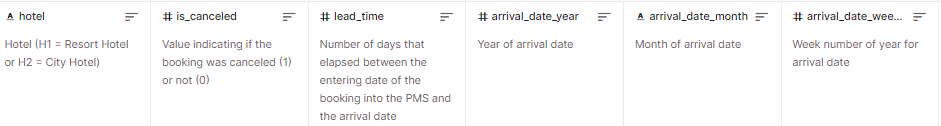 hotel
Hotel (H1 = Resort Hotel
or H2 = City Hotel)
# is_canceled
Value indicating if the
booking was canceled (1)
or not (0)
# lead_time
Number of days that
elapsed between the
entering date of the
booking into the PMS and
the arrival date
# arrival_date_year
Year of arrival date
A arrival_date_month
Month of arrival date
# arrival_date_wee...
Week number of year for
arrival date